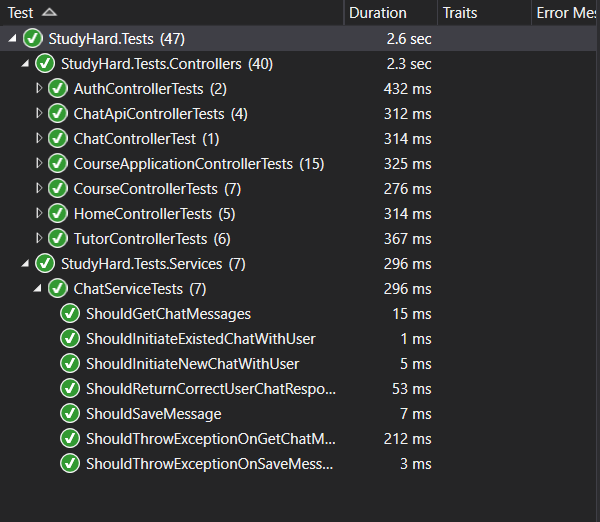 Test Duration Traits Error Mes
StudyHard.Tests (47) 2.6 sec
StudyHard.Tests.Controllers (40) 2.3 sec
AuthControllerTests (2) 432 ms
ChatApiControllerTests (4) 312 ms
ChatControllerTest (1) 314 ms
CourseApplicationControllerTests (15) 325 ms
CourseControllerTests (7) 276 ms
HomeControllerTests (5) 314 ms
TutorControllerTests (6) 367 ms
StudyHard.Tests.Services (7) 296 ms
ChatServiceTests (7) 296 ms
ShouldGetChatMessages 15 ms
ShouldInitiateExistedChatWithUser 1 ms
ShouldInitiateNewChatWithUser 5 ms
ShouldReturnCorrectUserChatRespo... 53 ms
ShouldSaveMessage 7 ms
ShouldThrowExceptionOnGetChatM... 212 ms
ShouldThrowExceptionOnSaveMess... 3 ms